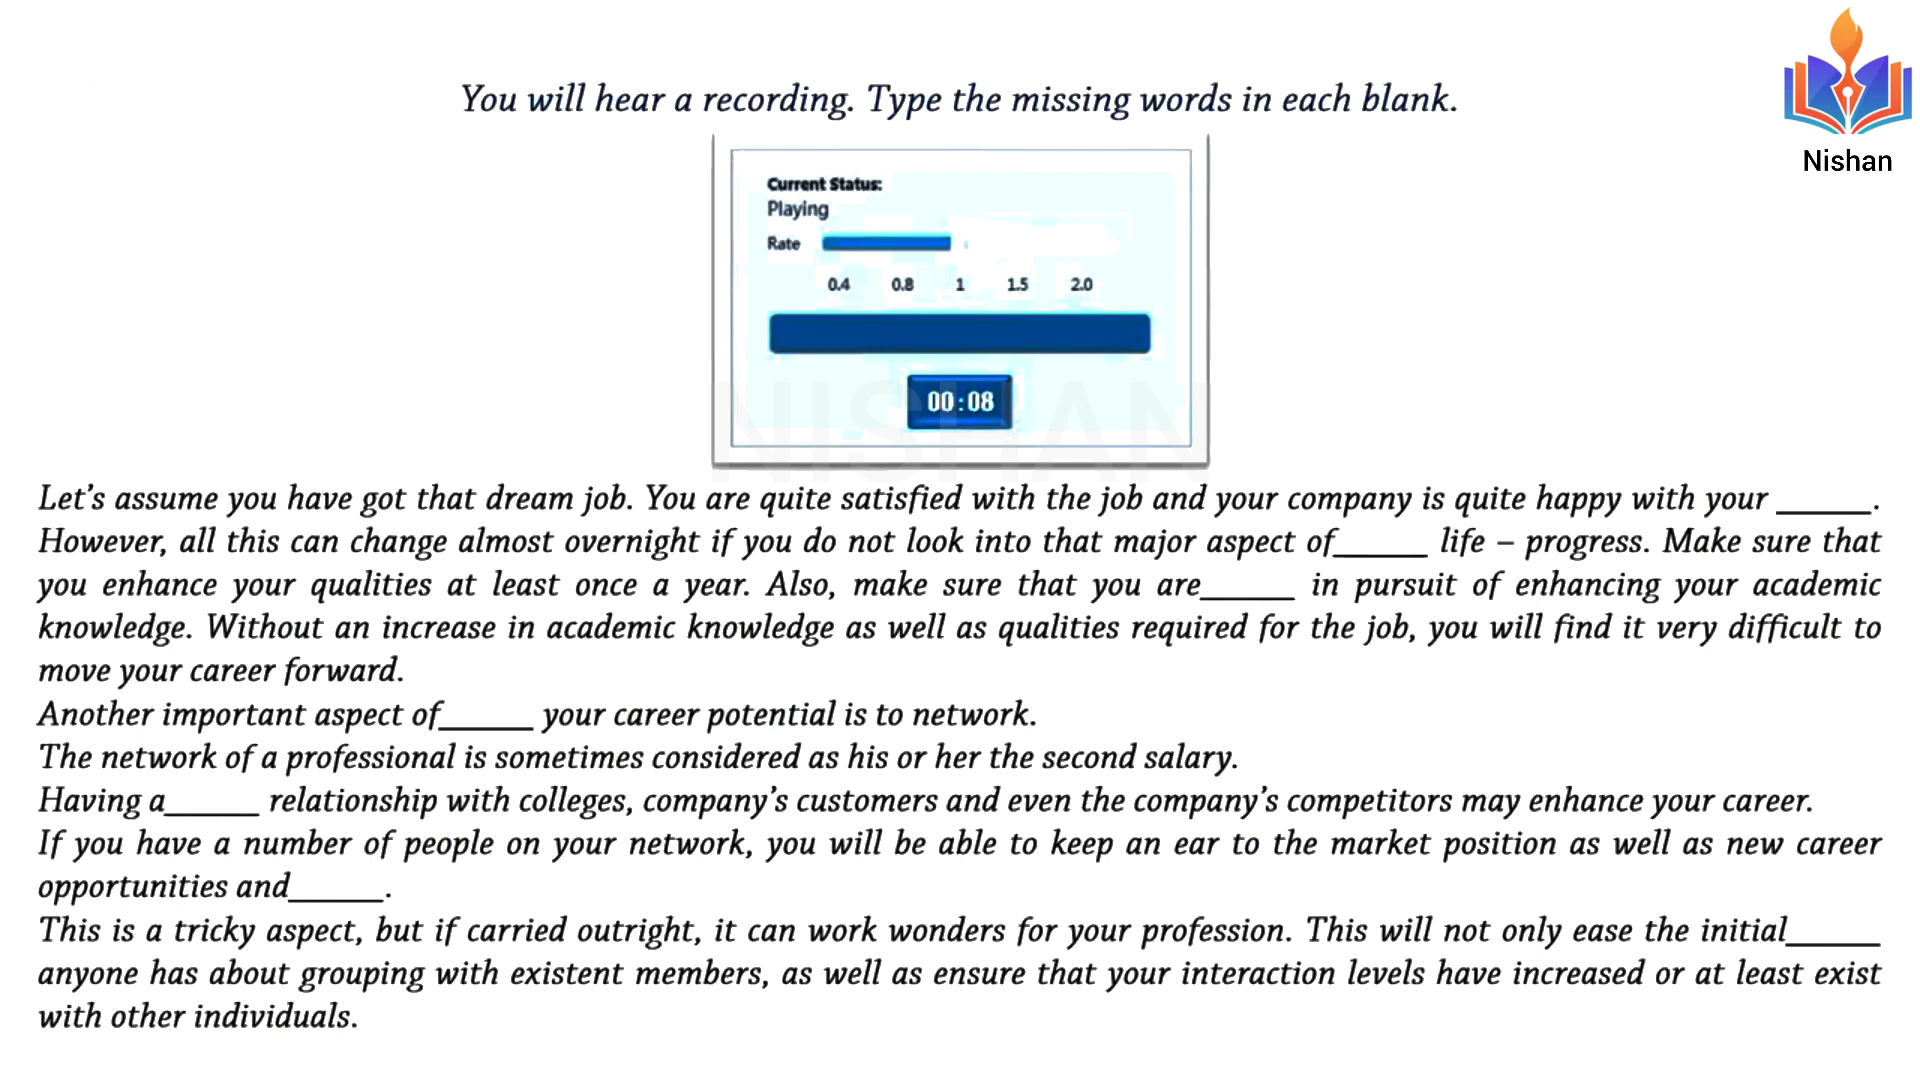 You will hear a recording. Type the missing words in each blank.
Nishan
Current Status:
Playing
Rate
0.4 0.8 1 1.5 2.0
00:08
NISHAN
Let’s assume you have got that dream job. You are quite satisfied with the job and your company is quite happy with your ______.
However, all this can change almost overnight if you do not look into that major aspect of______ life – progress. Make sure that
you enhance your qualities at least once a year. Also, make sure that you are______ in pursuit of enhancing your academic
knowledge. Without an increase in academic knowledge as well as qualities required for the job, you will find it very difficult to
move your career forward.
Another important aspect of______ your career potential is to network.
The network of a professional is sometimes considered as his or her the second salary.
Having a______ relationship with colleges, company’s customers and even the company’s competitors may enhance your career.
If you have a number of people on your network, you will be able to keep an ear to the market position as well as new career
opportunities and______.
This is a tricky aspect, but if carried outright, it can work wonders for your profession. This will not only ease the initial______
anyone has about grouping with existent members, as well as ensure that your interaction levels have increased or at least exist
with other individuals.